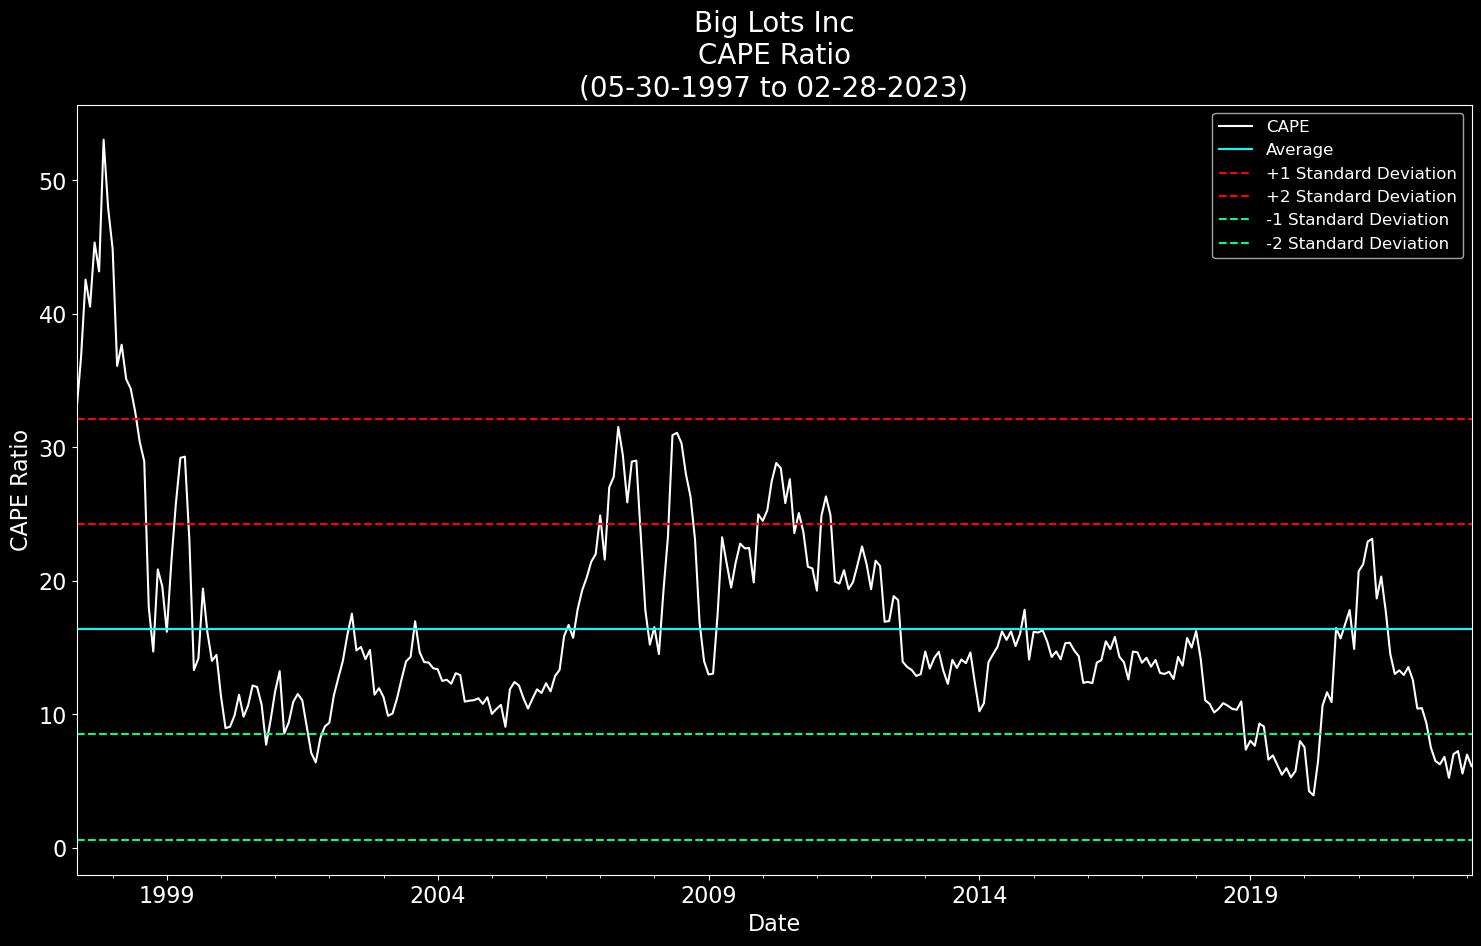 Big Lots Inc
CAPE Ratio
(05-30-1997 to 02-28-2023)
CAPE
Average
+1 Standard Deviation
+2 Standard Deviation
-1 Standard Deviation
-2 Standard Deviation
CAPE Ratio
50
40
30
20
10
0
1999 2004 2009 2014 2019
Date